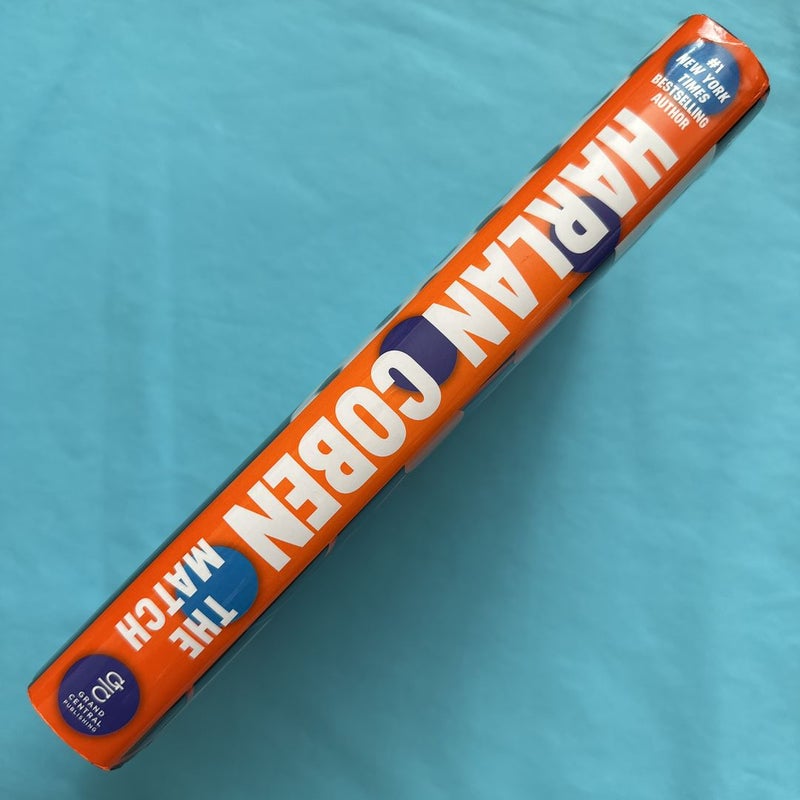 #1
NEW YORK
TIMES
BESTSELLING
AUTHOR
HARLAN COBEN
THE
MATCH
GRAND
CENTRAL
PUBLISHING